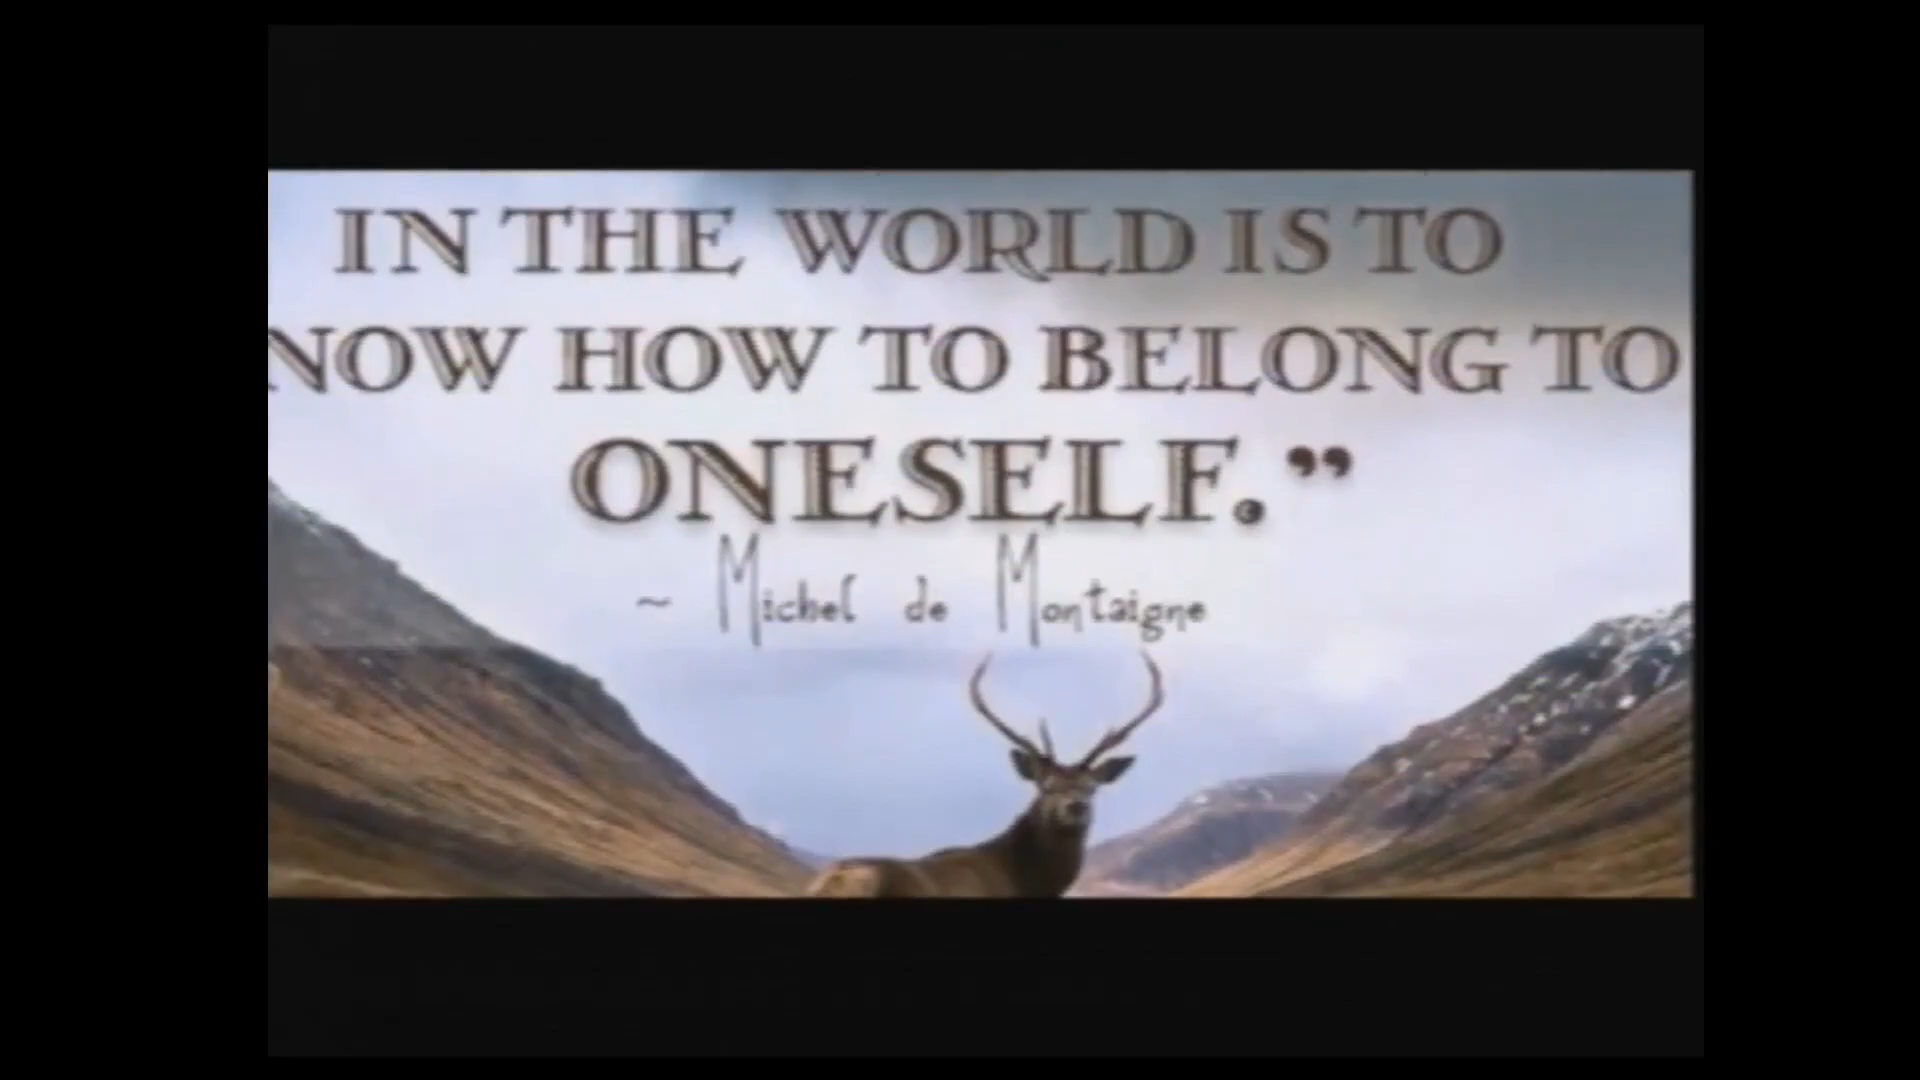 IN THE WORLD IS TO
NOW HOW TO BELONG TO
ONESELF.”
~ Michel de Montaigne